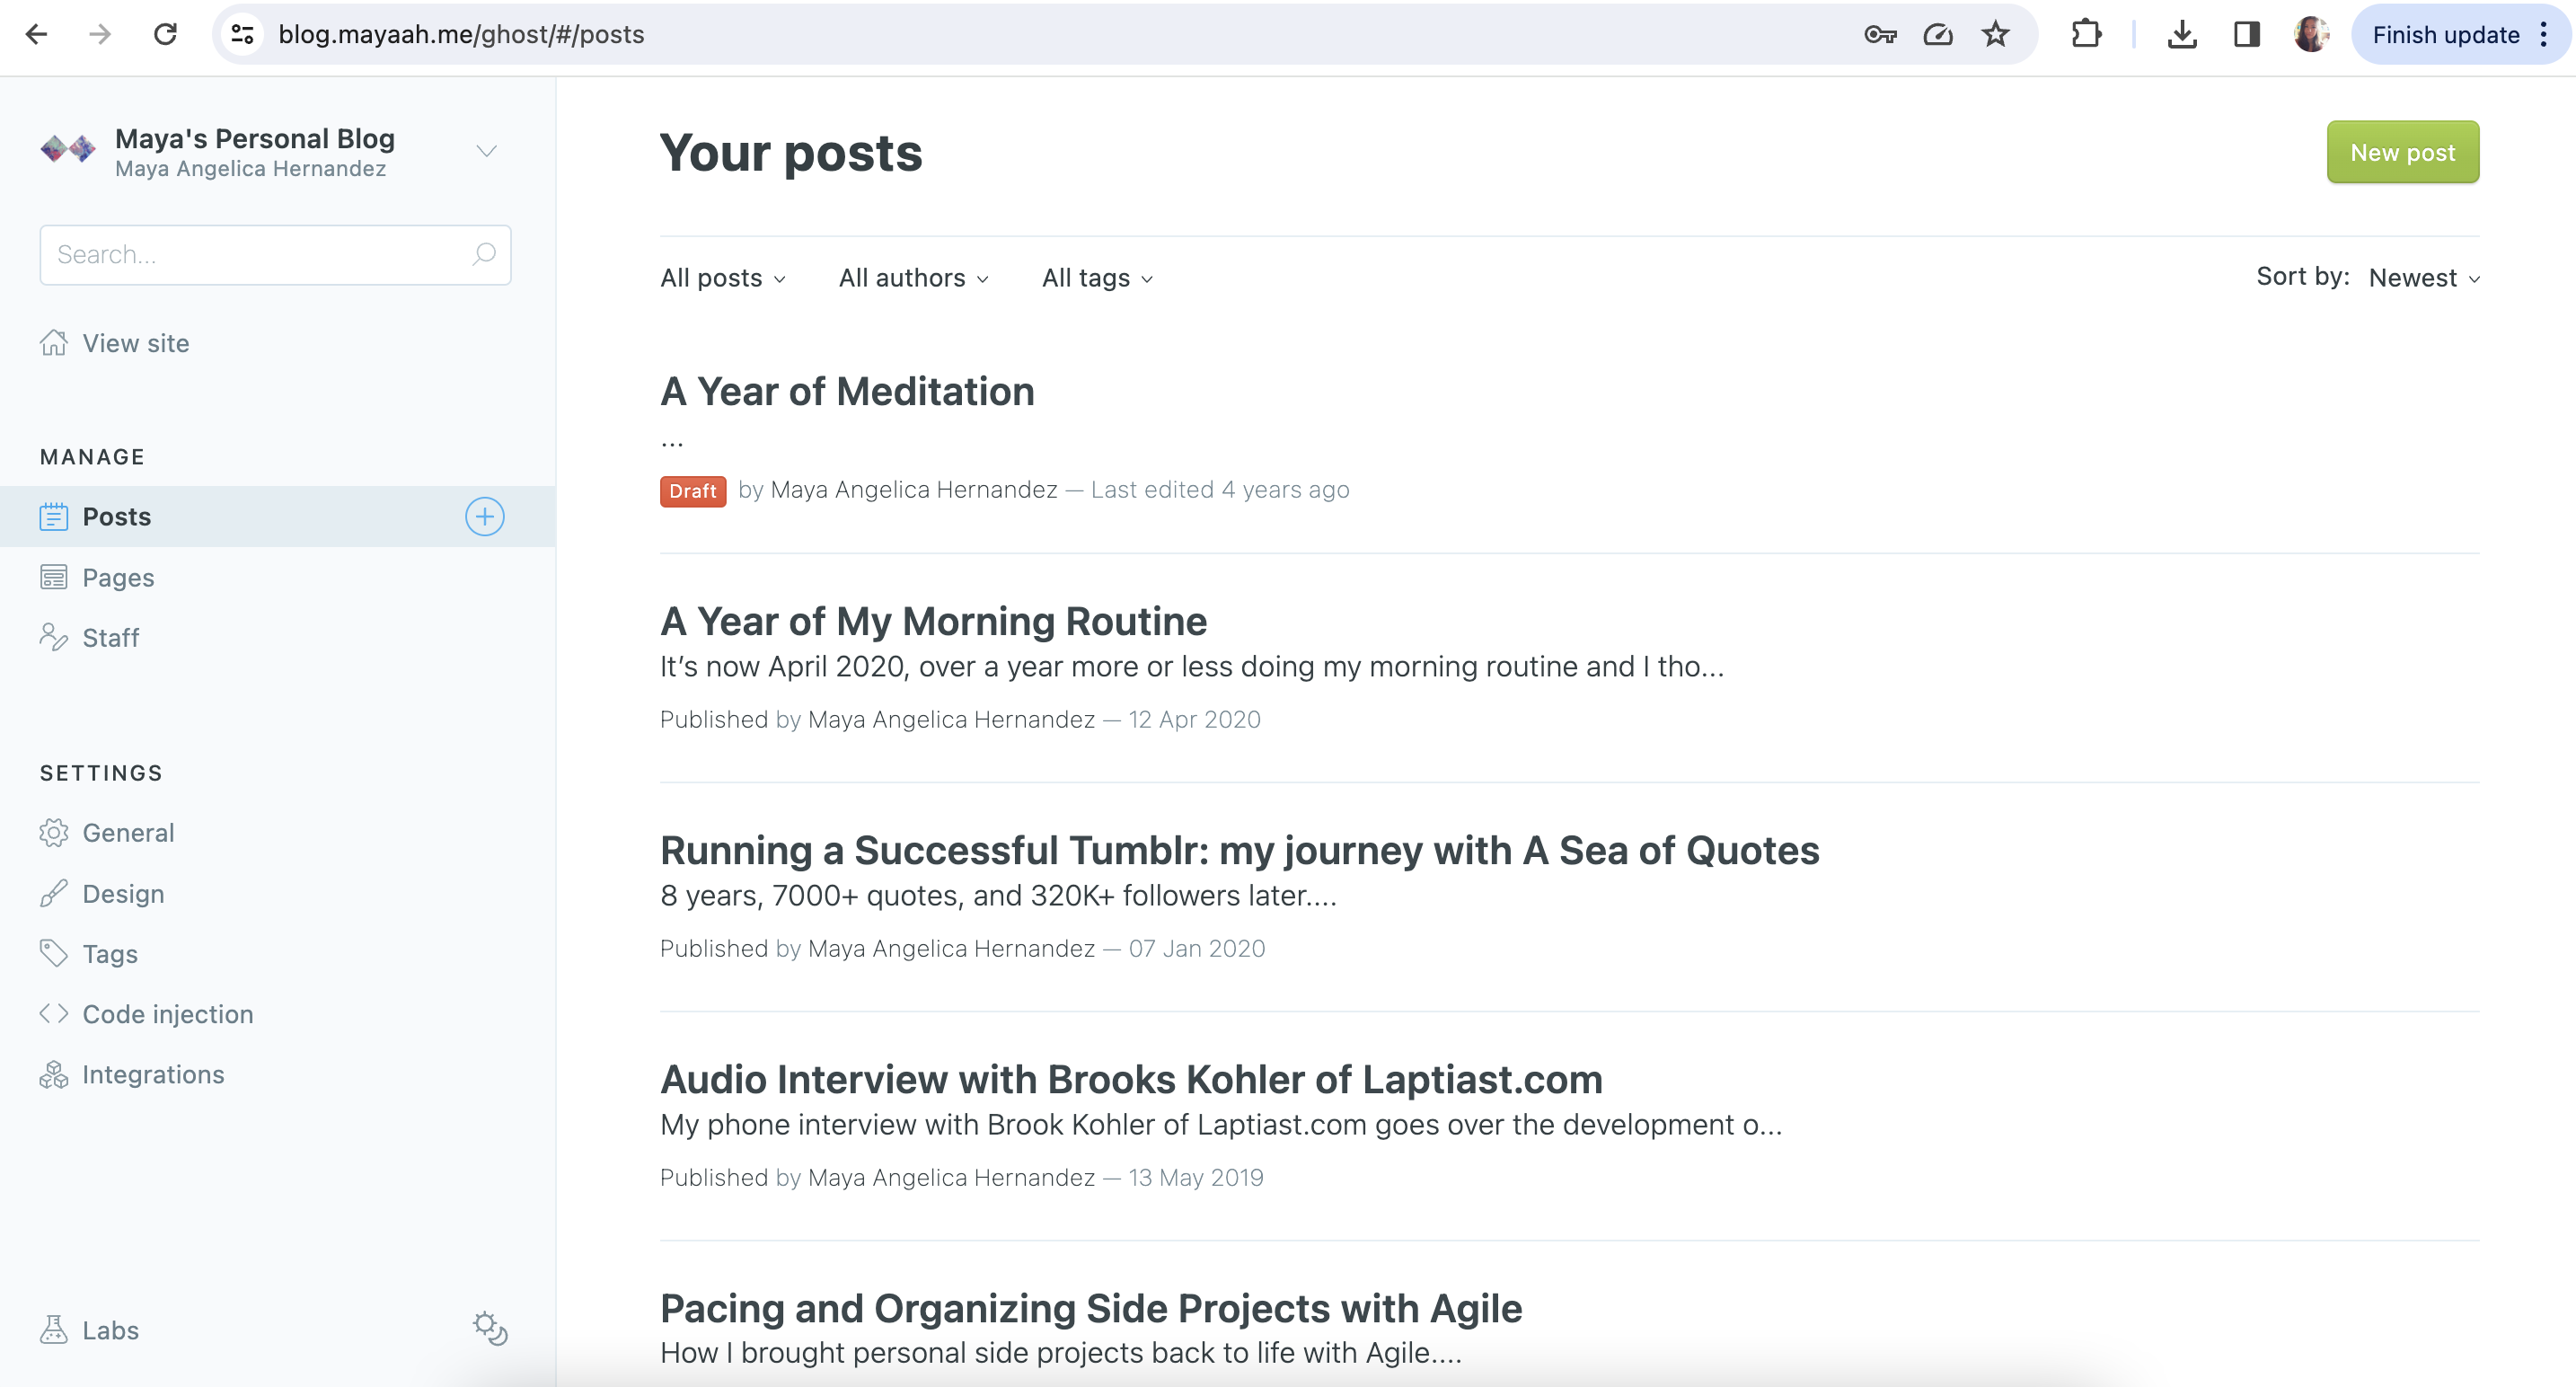 blog.mayaah.me/ghost/#/posts
Finish update
Maya's Personal Blog
Maya Angelica Hernandez
Search...
View site
MANAGE
Posts
Pages
Staff
SETTINGS
General
Design
Tags
Code injection
Integrations
Labs
Your posts
New post
All posts
All authors
All tags
Sort by: Newest
A Year of Meditation
...
Draft by Maya Angelica Hernandez — Last edited 4 years ago
A Year of My Morning Routine
It’s now April 2020, over a year more or less doing my morning routine and I tho...
Published by Maya Angelica Hernandez — 12 Apr 2020
Running a Successful Tumblr: my journey with A Sea of Quotes
8 years, 7000+ quotes, and 320K+ followers later....
Published by Maya Angelica Hernandez — 07 Jan 2020
Audio Interview with Brooks Kohler of Laptiast.com
My phone interview with Brook Kohler of Laptiast.com goes over the development o...
Published by Maya Angelica Hernandez — 13 May 2019
Pacing and Organizing Side Projects with Agile
How I brought personal side projects back to life with Agile....